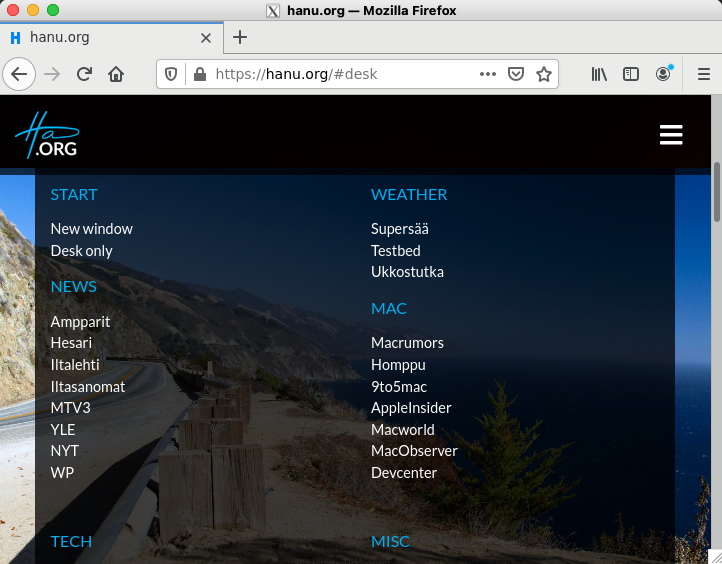 hanu.org — Mozilla Firefox
hanu.org
https://hanu.org/#desk
Ha
.ORG
START
New window
Desk only
NEWS
Ampparit
Hesari
Iltalehti
Iltasanomat
MTV3
YLE
NYT
WP
TECH
WEATHER
Supersää
Testbed
Ukkostutka
MAC
Macrumors
Homppu
9to5mac
AppleInsider
Macworld
MacObserver
Devcenter
MISC